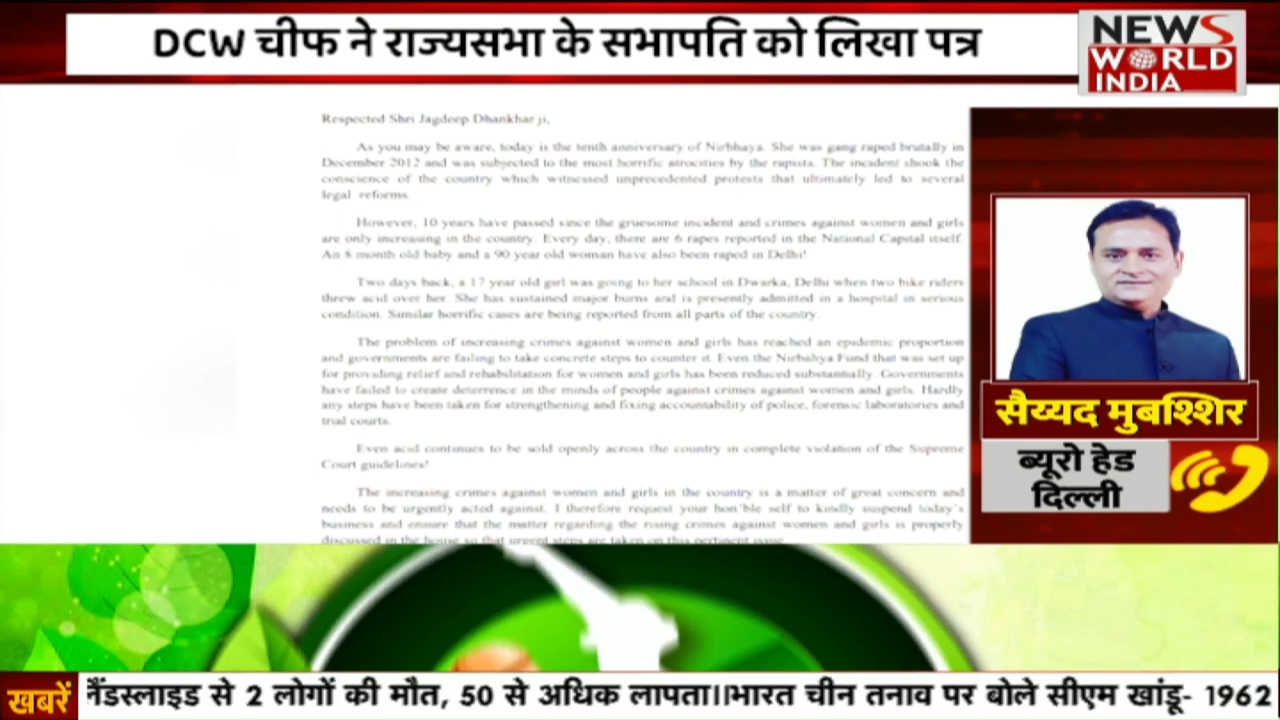 DCW चीफ ने राज्यसभा के सभापति को लिखा पत्र
NEWS
WORLD
INDIA
Respected Shri Jagdeep Dhankhar ji,
As you may be aware, today is the tenth anniversary of Nirbhaya. She was gang raped brutally in
December 2012 and was subjected to the most horrific atrocities by the rapists. The incident shook the
conscience of the country which witnessed unprecedented protests that ultimately led to several
legal reforms.
However, 10 years have passed since the gruesome incident and crimes against women and girls
are only increasing in the country. Every day, there are 6 rapes reported in the National Capital itself.
An 8 month old baby and a 90 year old woman have also been raped in Delhi!
Two days back, a 17 year old girl was going to her school in Dwarka, Delhi when two bike riders
threw acid over her. She has sustained major burns and is presently admitted in a hospital in serious
condition. Similar horrific cases are being reported from all parts of the country.
The problem of increasing crimes against women and girls has reached an epidemic proportion
and governments are failing to take concrete steps to counter it. Even the Nirbahya Fund that was set up
for providing relief and rehabilitation for women and girls has been reduced substantially. Governments
have failed to create deterrence in the minds of people against crimes against women and girls. Hardly
any steps have been taken for strengthening and fixing accountability of police, forensic laboratories and
trial courts.
Even acid continues to be sold openly across the country in complete violation of the Supreme
Court guidelines!
The increasing crimes against women and girls in the country is a matter of great concern and
needs to be urgently acted against. I therefore request your hon'ble self to kindly suspend today's
business and ensure that the matter regarding the rising crimes against women and girls is properly
discussed in the house so that urgent steps are taken on this pertinent issue.
सैय्यद मुबश्शिर
ब्यूरो हेड
दिल्ली
खबरें
लैंडस्लाइड से 2 लोगों की मौत, 50 से अधिक लापता।।भारत चीन तनाव पर बोले सीएम खांडू- 1962